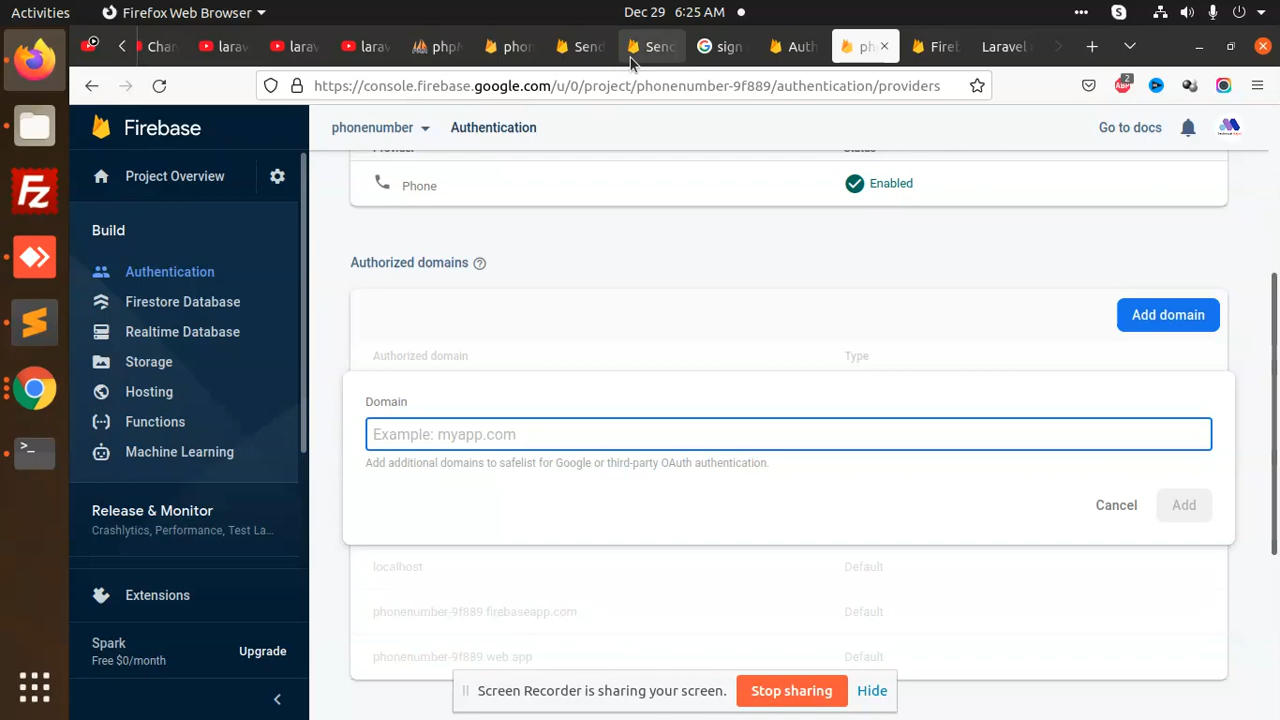 Activities Firefox Web Browser Dec 29 6:25 AM
Chan larav larav larav phpM phon Send Senc sign Auth ph Fireb Laravel
https://console.firebase.google.com/u/0/project/phonenumber-9f889/authentication/providers 2
Firebase phonenumber Authentication Go to docs
Project Overview
Provider Status
Phone Enabled
Build
Authentication
Firestore Database
Realtime Database
Storage
Hosting
Functions
Machine Learning
Release & Monitor
Crashlytics, Performance, Test La...
Extensions
Spark
Free $0/month
Upgrade
Authorized domains
Add domain
Authorized domain Type
Domain
Example: myapp.com
Add additional domains to safelist for Google or third-party OAuth authentication.
Cancel Add
localhost Default
phonenumber-9f889.firebaseapp.com Default
phonenumber-9f889.web.app Default
Screen Recorder is sharing your screen. Stop sharing Hide